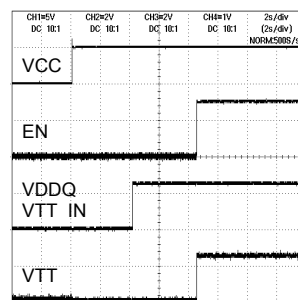 CH1=5V CH2=2V CH3=2V CH4=1V 2s/div
DC 10:1 DC 10:1 DC 10:1 DC 10:1 (2s/div)
NORM:500S/s
VCC
EN
VDDQ
VTT IN
VTT